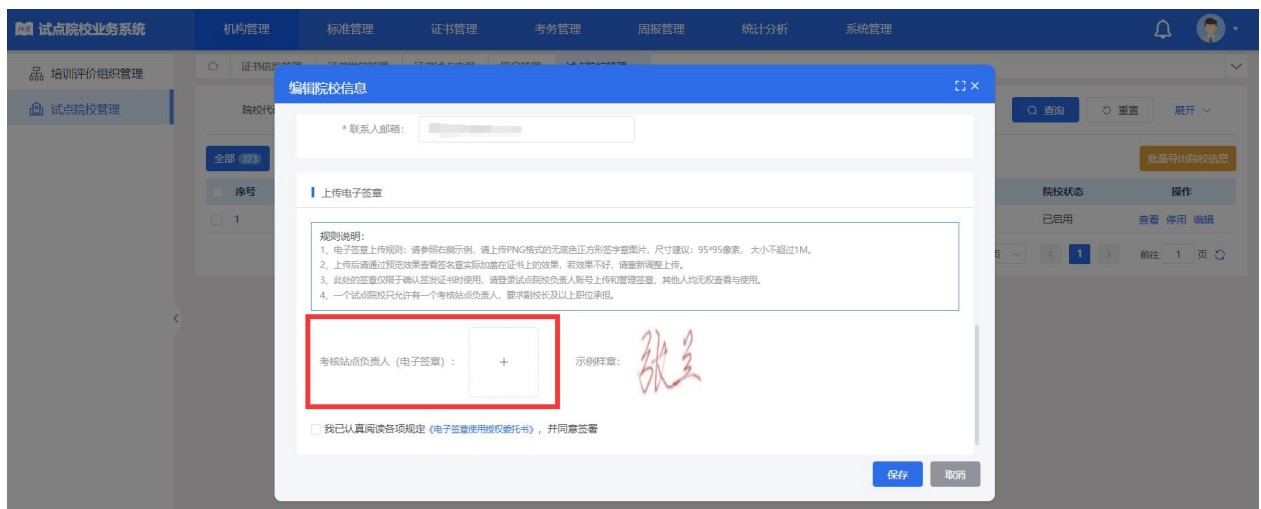 试点院校业务系统
机构管理 标准管理 证书管理 考务管理 周报管理 统计分析 系统管理
培训评价组织管理
试点院校管理
证书信息管理
编辑院校信息
院校代
查询 重置 展开
* 联系人邮箱:
全部 373
批量导出院校信息
上传电子签章
序号 院校状态 操作
1 已启用 查看 停用 编辑
规则说明:
1、电子签章上传规则: 请参照右侧示例, 请上传PNG格式的无底色正方形签字章图片, 尺寸建议: 95*95像素, 大小不超过1M。
2、上传后请通过预览效果查看签名章实际加盖在证书上的效果, 若效果不好, 请重新调整上传。
3、此处的签章仅限于确认签发证书时使用, 请登录试点院校负责人账号上传和管理签章, 其他人均无权查看与使用。
4、一个试点院校只允许有一个考核站点负责人, 要求副校长及以上职位承担。
页 < 1 > 前往 1 页
考核站点负责人 (电子签章) : +
示例样章:
我已认真阅读各项规定《电子签章使用授权委托书》, 并同意签署
保存 取消